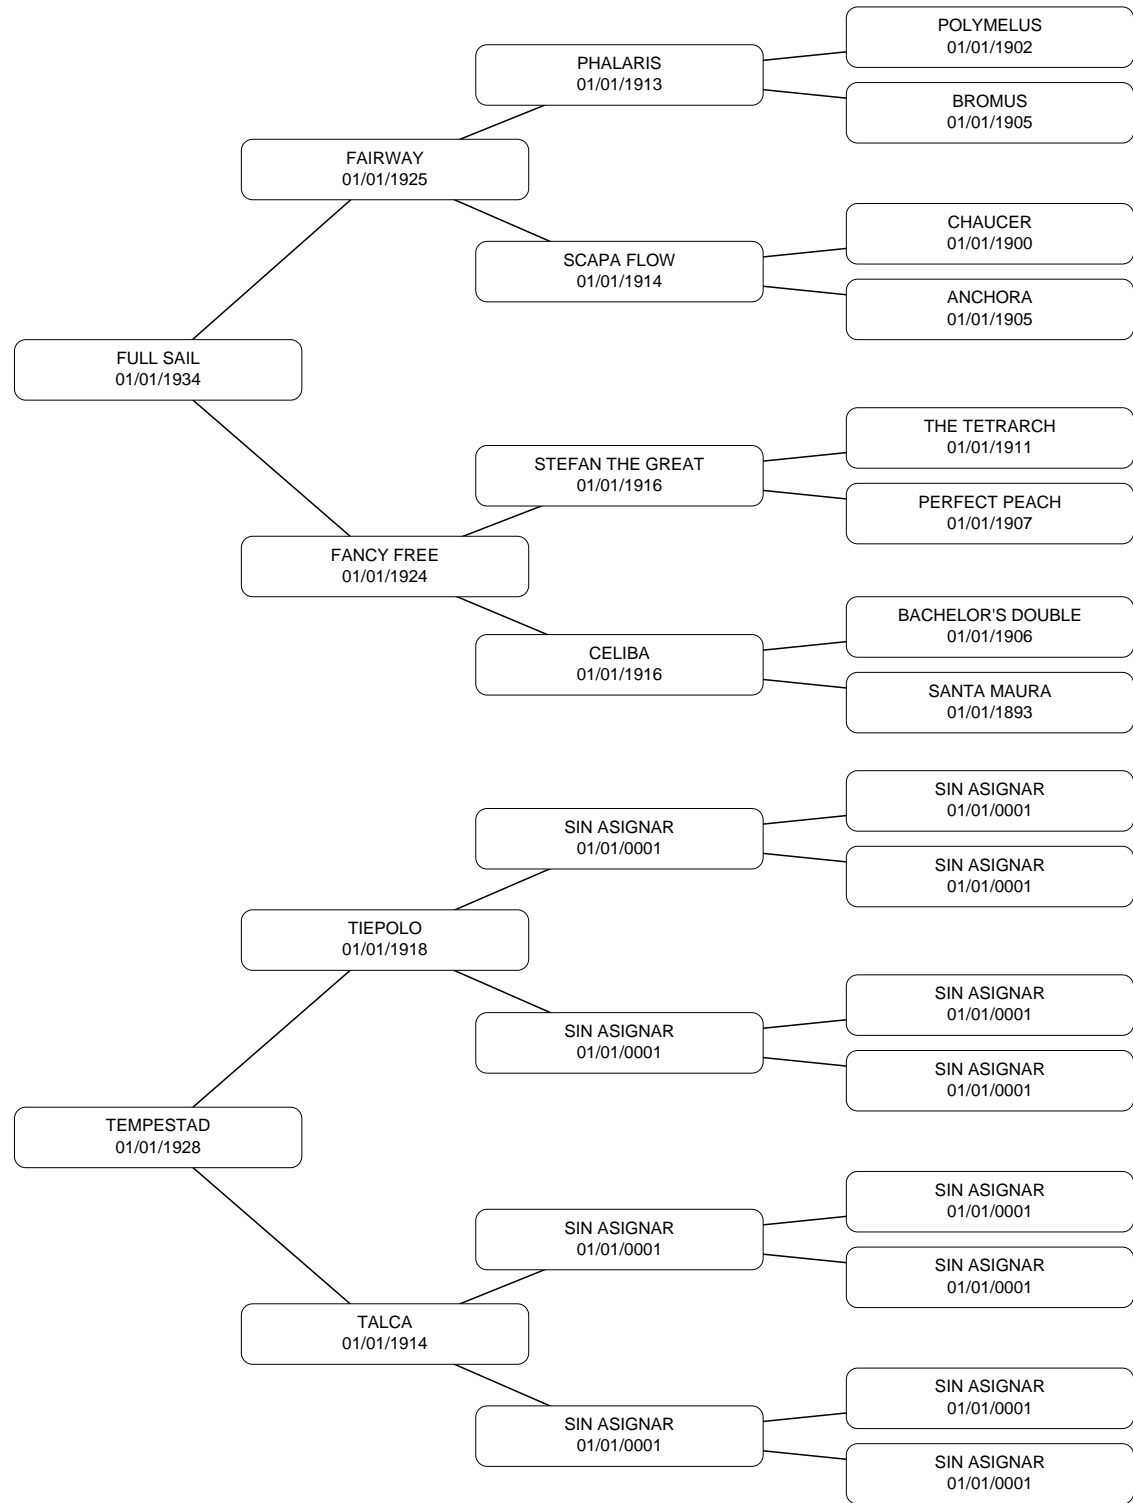 POLYMELUS
01/01/1902
PHALARIS
01/01/1913
BROMUS
01/01/1905
FAIRWAY
01/01/1925
CHAUCER
01/01/1900
SCAPA FLOW
01/01/1914
ANCHORA
01/01/1905
FULL SAIL
01/01/1934
THE TETRARCH
01/01/1911
STEFAN THE GREAT
01/01/1916
PERFECT PEACH
01/01/1907
FANCY FREE
01/01/1924
BACHELOR'S DOUBLE
01/01/1906
CELIBA
01/01/1916
SANTA MAURA
01/01/1893
SIN ASIGNAR
01/01/0001
SIN ASIGNAR
01/01/0001
SIN ASIGNAR
01/01/0001
TIEPOLO
01/01/1918
SIN ASIGNAR
01/01/0001
SIN ASIGNAR
01/01/0001
SIN ASIGNAR
01/01/0001
TEMPESTAD
01/01/1928
SIN ASIGNAR
01/01/0001
SIN ASIGNAR
01/01/0001
SIN ASIGNAR
01/01/0001
TALCA
01/01/1914
SIN ASIGNAR
01/01/0001
SIN ASIGNAR
01/01/0001
SIN ASIGNAR
01/01/0001